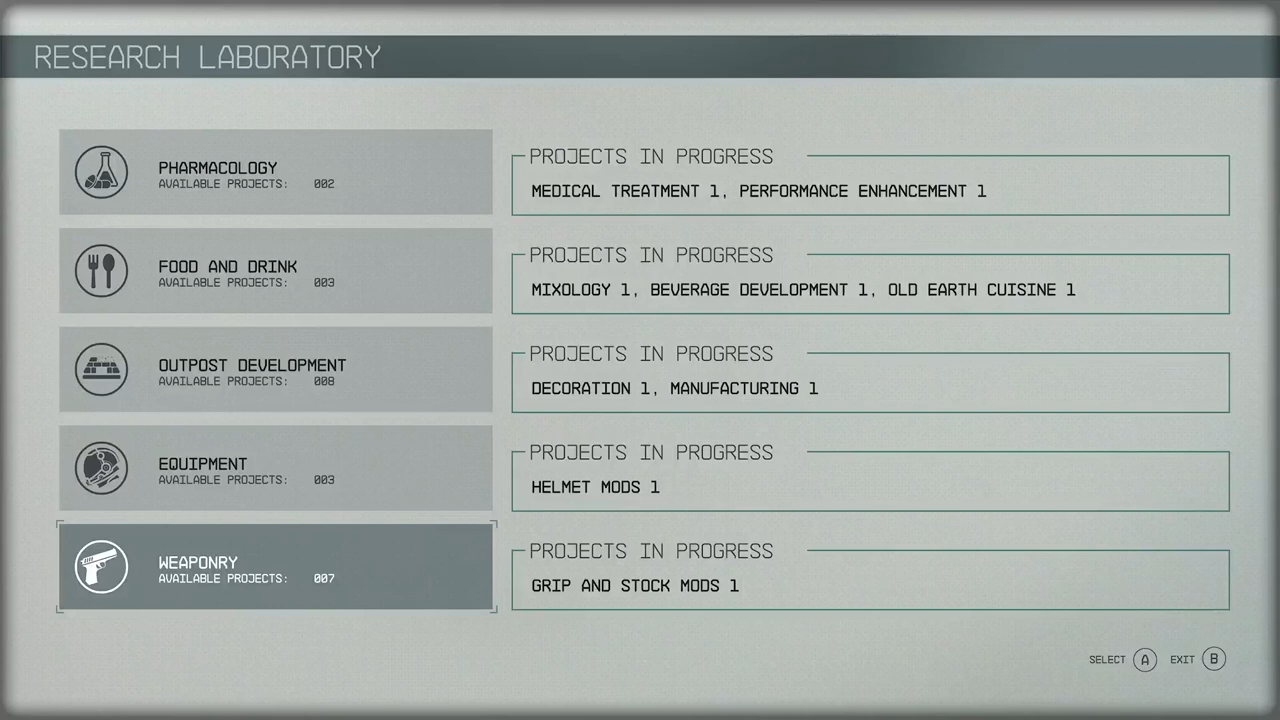 RESEARCH LABORATORY
PHARMACOLOGY
AVAILABLE PROJECTS: 002
PROJECTS IN PROGRESS
MEDICAL TREATMENT 1, PERFORMANCE ENHANCEMENT 1
FOOD AND DRINK
AVAILABLE PROJECTS: 003
PROJECTS IN PROGRESS
MIXOLOGY 1, BEVERAGE DEVELOPMENT 1, OLD EARTH CUISINE 1
OUTPOST DEVELOPMENT
AVAILABLE PROJECTS: 008
PROJECTS IN PROGRESS
DECORATION 1, MANUFACTURING 1
EQUIPMENT
AVAILABLE PROJECTS: 003
PROJECTS IN PROGRESS
HELMET MODS 1
WEAPONRY
AVAILABLE PROJECTS: 007
PROJECTS IN PROGRESS
GRIP AND STOCK MODS 1
SELECT A EXIT B